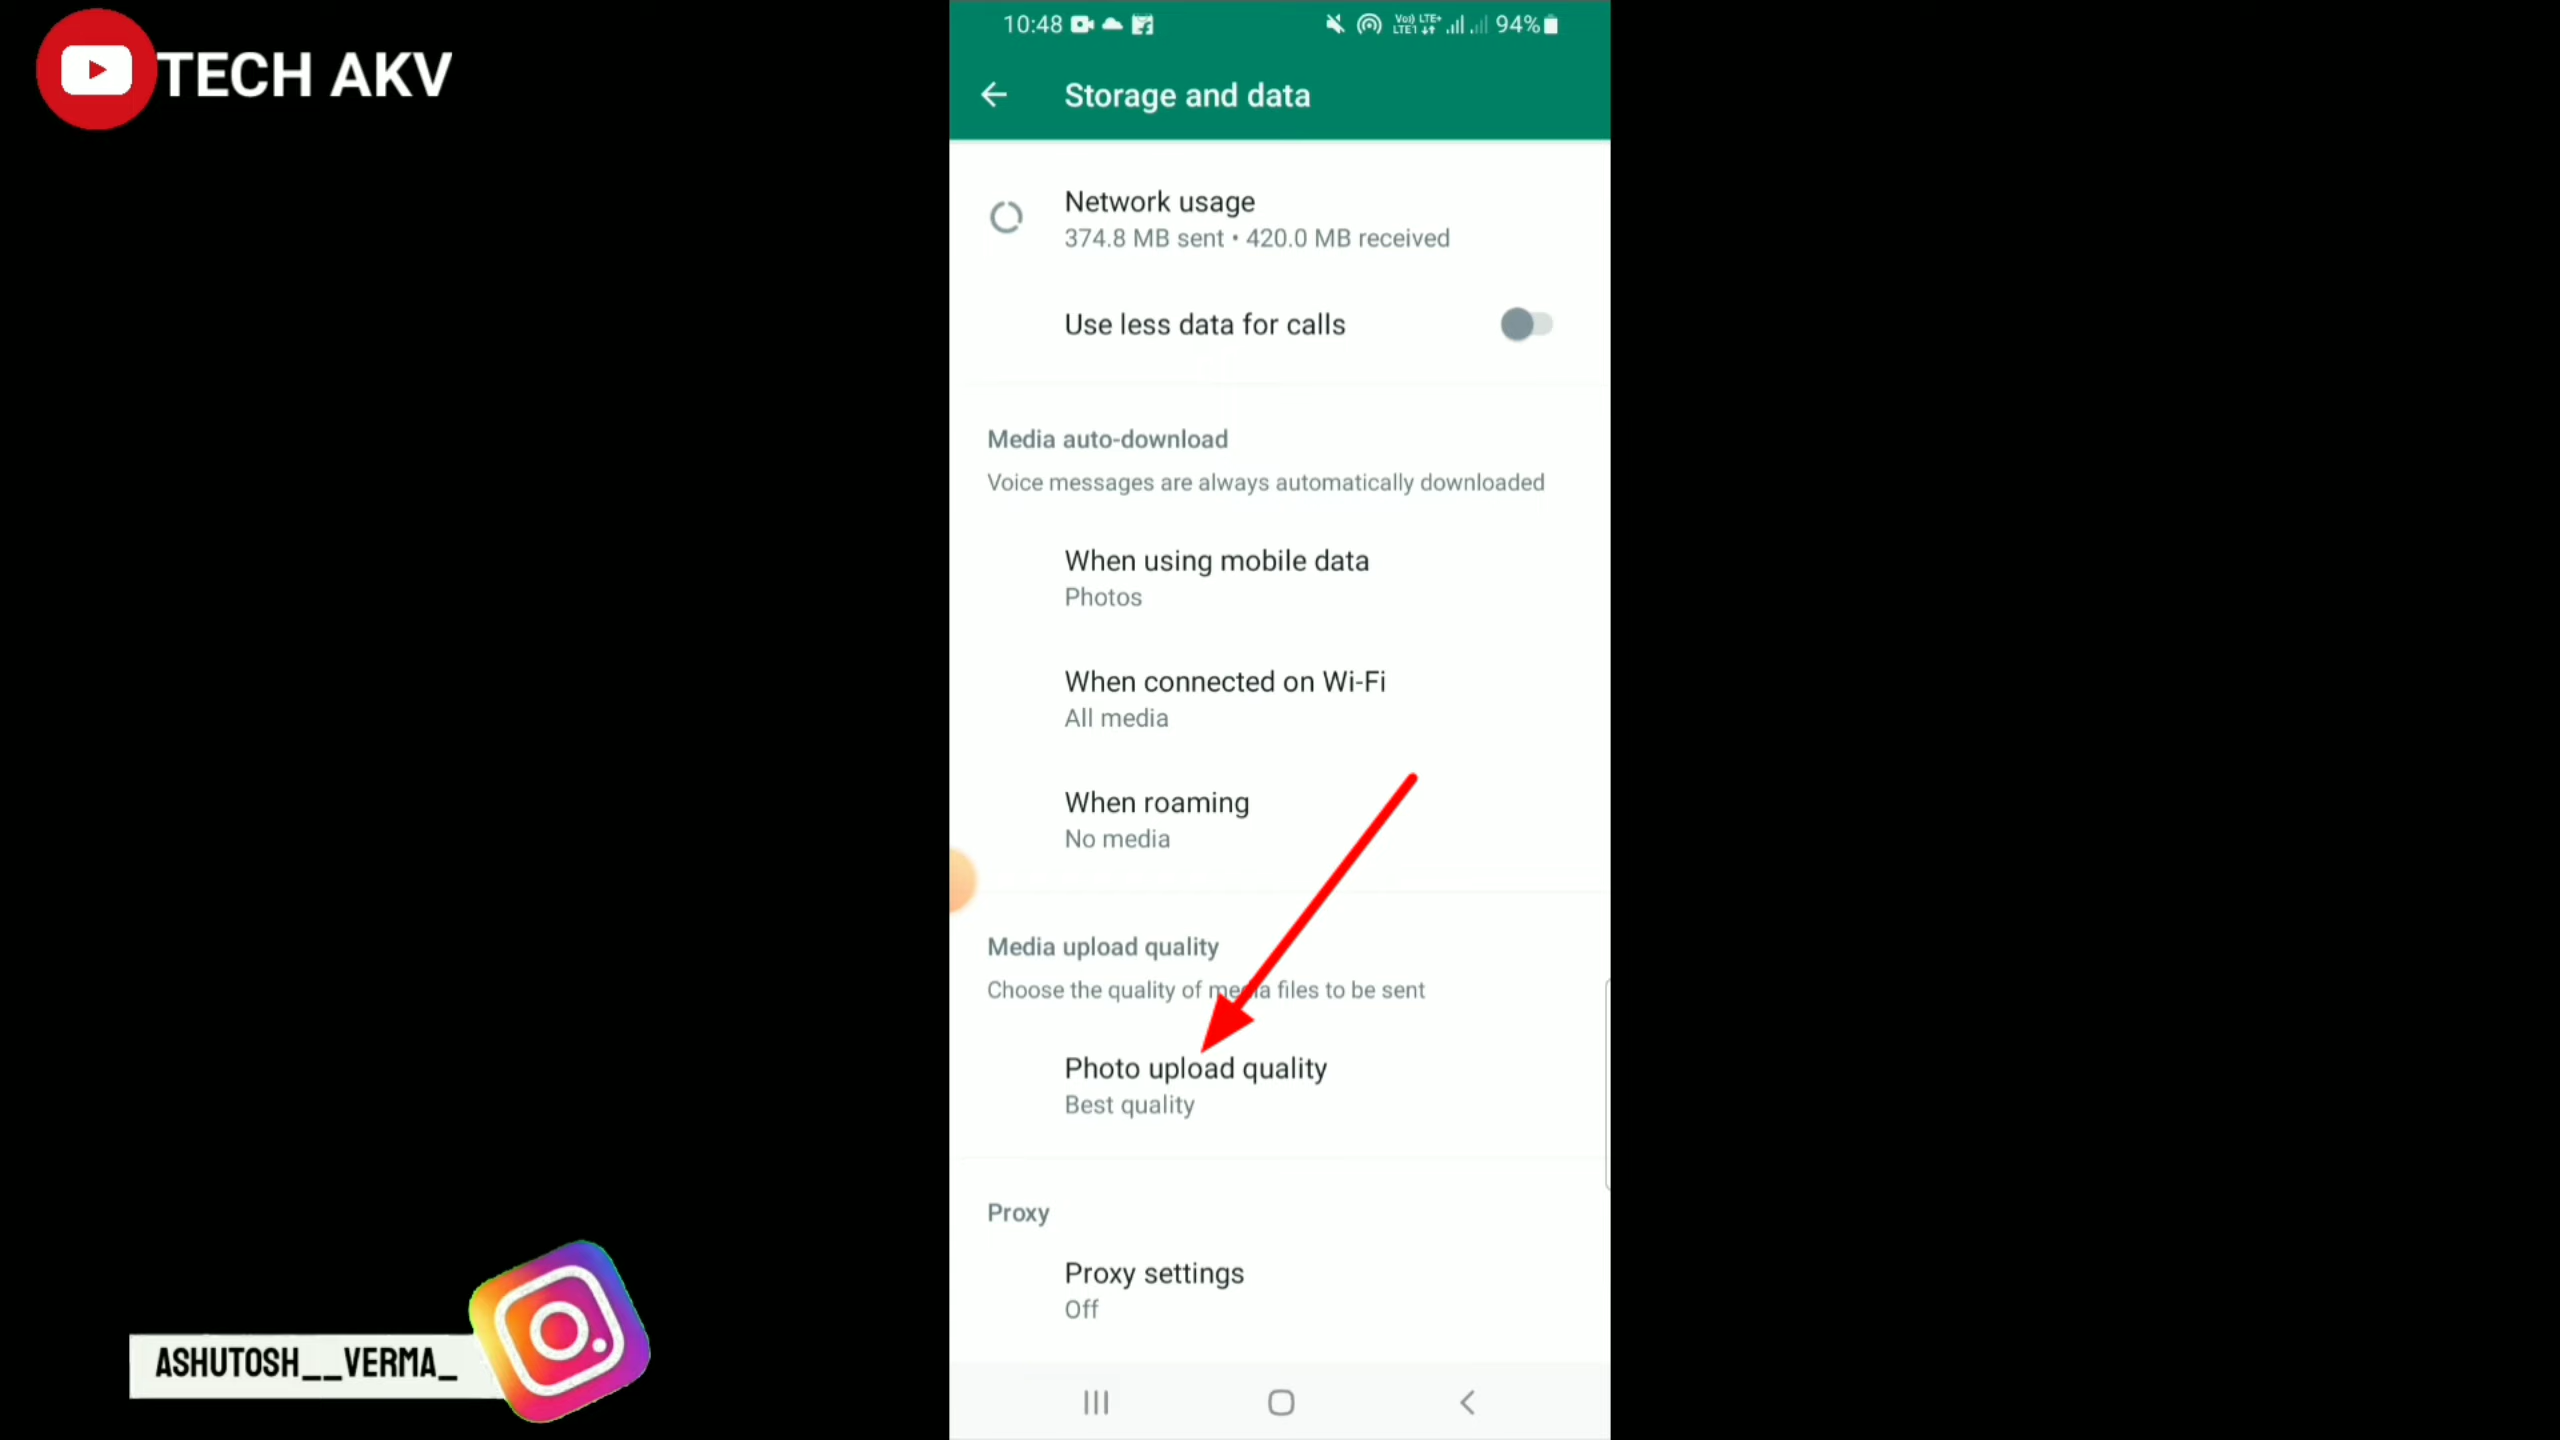 TECH AKV
10:48 94%
Storage and data
Network usage
374.8 MB sent • 420.0 MB received
Use less data for calls
Media auto-download
Voice messages are always automatically downloaded
When using mobile data
Photos
When connected on Wi-Fi
All media
When roaming
No media
Media upload quality
Choose the quality of media files to be sent
Photo upload quality
Best quality
Proxy
Proxy settings
Off
ASHUTOSH__VERMA_